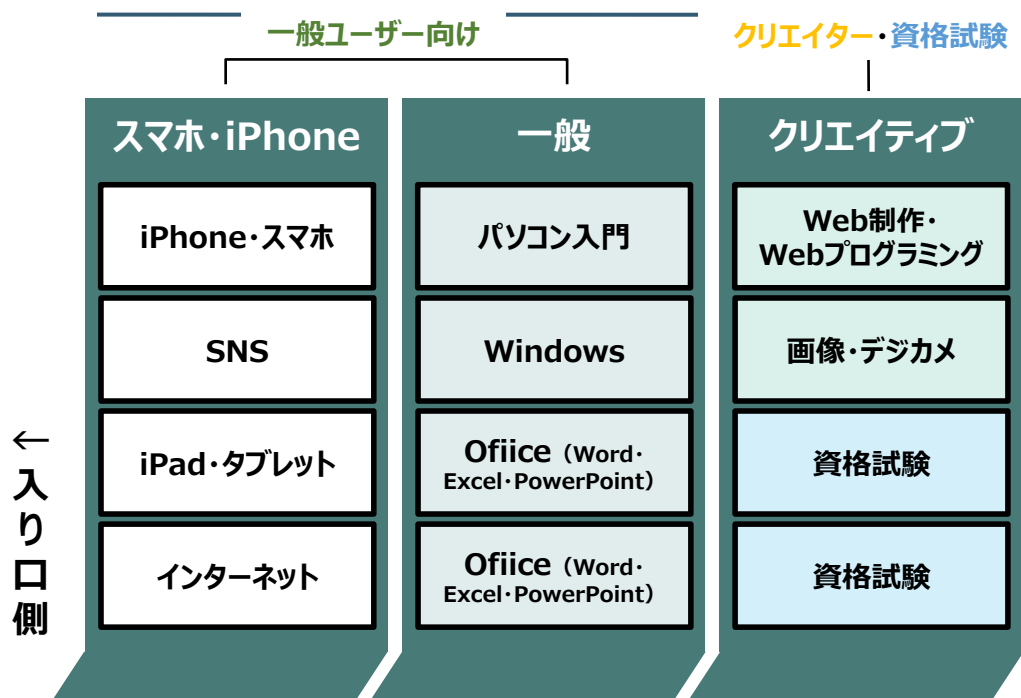 一般ユーザー向け
クリエイター・資格試験
スマホ・iPhone
iPhone・スマホ
SNS
iPad・タブレット
インターネット
一般
パソコン入門
Windows
Ofiice（Word・
Excel・PowerPoint）
Ofiice（Word・
Excel・PowerPoint）
クリエイティブ
Web制作・
Webプログラミング
画像・デジカメ
資格試験
資格試験
←入り口側